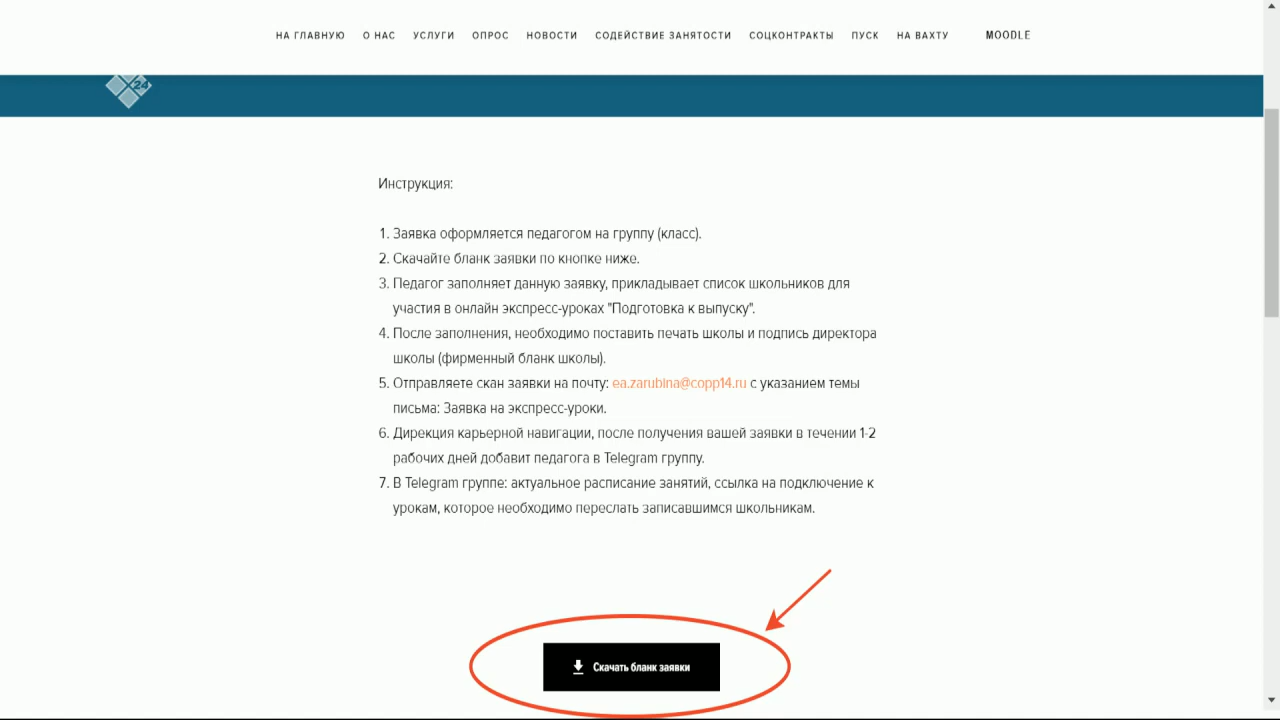 НА ГЛАВНУЮ О НАС УСЛУГИ ОПРОС НОВОСТИ СОДЕЙСТВИЕ ЗАНЯТОСТИ СОЦКОНТРАКТЫ ПУСК НА ВАХТУ MOODLE
24
Инструкция:
1. Заявка оформляется педагогом на группу (класс).
2. Скачайте бланк заявки по кнопке ниже.
3. Педагог заполняет данную заявку, прикладывает список школьников для
участия в онлайн экспресс-уроках "Подготовка к выпуску".
4. После заполнения, необходимо поставить печать школы и подпись директора
школы (фирменный бланк школы).
5. Отправляете скан заявки на почту: ea.zarubina@copp14.ru с указанием темы
письма: Заявка на экспресс-уроки.
6. Дирекция карьерной навигации, после получения вашей заявки в течении 1-2
рабочих дней добавит педагога в Telegram группу.
7. В Telegram группе: актуальное расписание занятий, ссылка на подключение к
урокам, которое необходимо переслать записавшимся школьникам.
Скачать бланк заявки